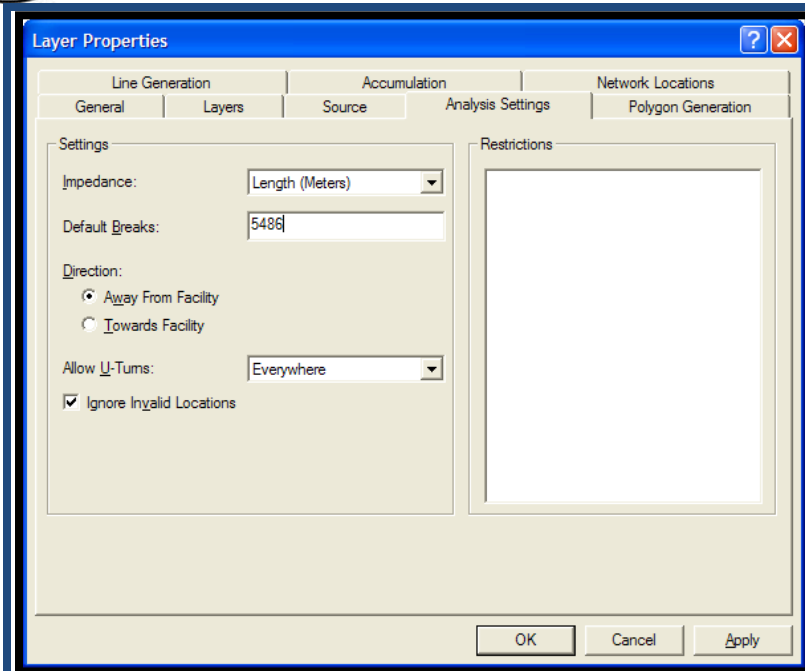 Layer Properties
Line Generation Accumulation Network Locations
General Layers Source Analysis Settings Polygon Generation
Settings
Impedance: Length (Meters)
Default Breaks: 5486
Direction:
Away From Facility
Towards Facility
Allow U-Turns: Everywhere
Ignore Invalid Locations
Restrictions
OK Cancel Apply